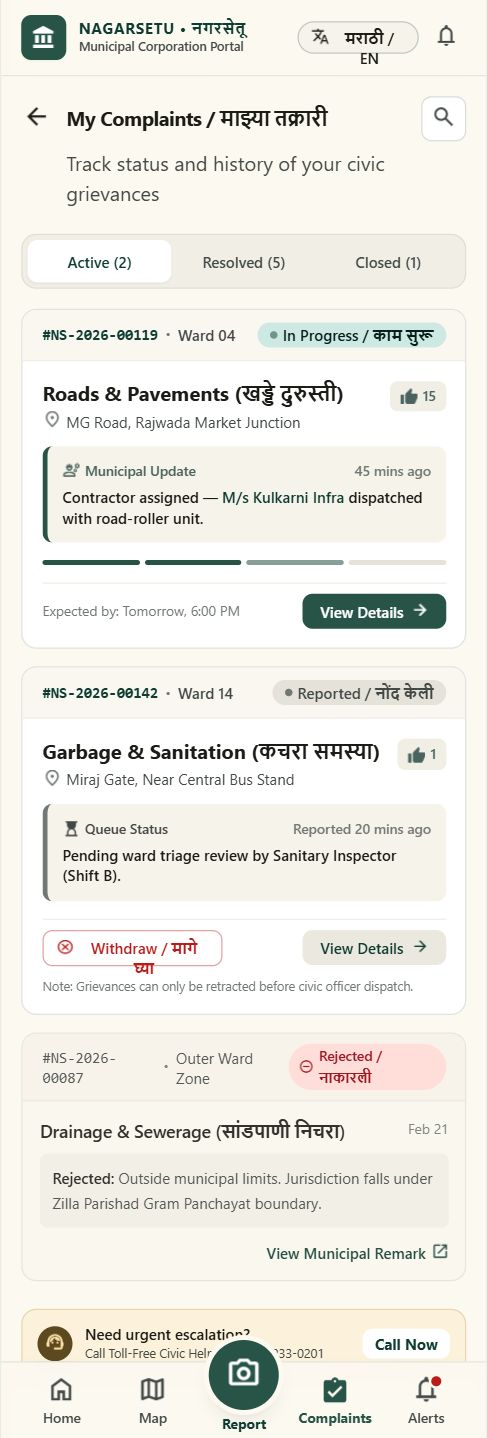 NAGARSETU • नगरसेतू
Municipal Corporation Portal
मराठी /
EN
My Complaints / माझ्या तक्रारी
Track status and history of your civic
grievances
Active (2)
Resolved (5)
Closed (1)
#NS-2026-00119 • Ward 04
In Progress / काम सुरू
Roads & Pavements (खड्डे दुरुस्ती)
15
MG Road, Rajwada Market Junction
Municipal Update
45 mins ago
Contractor assigned — M/s Kulkarni Infra dispatched
with road-roller unit.
Expected by: Tomorrow, 6:00 PM
View Details
#NS-2026-00142 • Ward 14
Reported / नोंद केली
Garbage & Sanitation (कचरा समस्या)
1
Miraj Gate, Near Central Bus Stand
Queue Status
Reported 20 mins ago
Pending ward triage review by Sanitary Inspector
(Shift B).
Withdraw / मागे
घ्या
View Details
Note: Grievances can only be retracted before civic officer dispatch.
#NS-2026-
00087
• Outer Ward
Zone
Rejected /
नाकारली
Drainage & Sewerage (सांडपाणी निचरा)
Feb 21
Rejected: Outside municipal limits. Jurisdiction falls under
Zilla Parishad Gram Panchayat boundary.
View Municipal Remark
Need urgent escalation?
Call Toll-Free Civic 033-0201
Call Now
Home
Map
Report
Complaints
Alerts